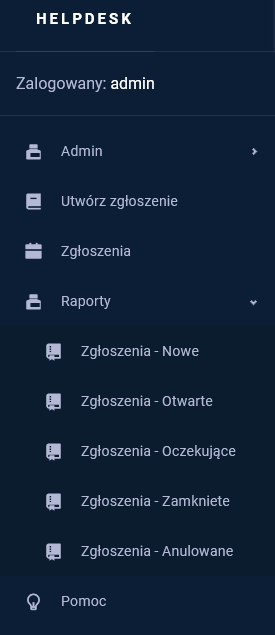 HELPDESK
Zalogowany: admin
Admin
Utwórz zgłoszenie
Zgłoszenia
Raporty
Zgłoszenia - Nowe
Zgłoszenia - Otwarte
Zgłoszenia - Oczekujące
Zgłoszenia - Zamkniete
Zgłoszenia - Anulowane
Pomoc